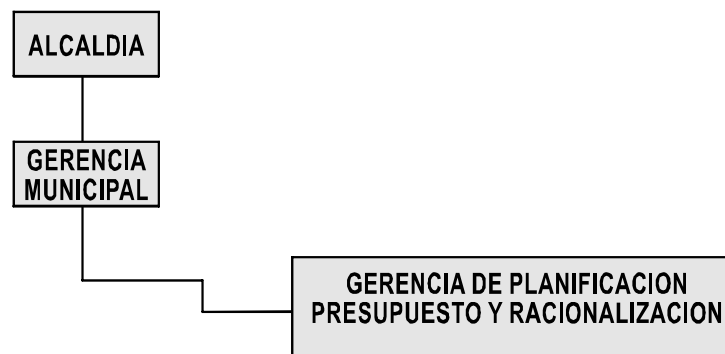 ALCALDIA
GERENCIA
MUNICIPAL
GERENCIA DE PLANIFICACION
PRESUPUESTO Y RACIONALIZACION